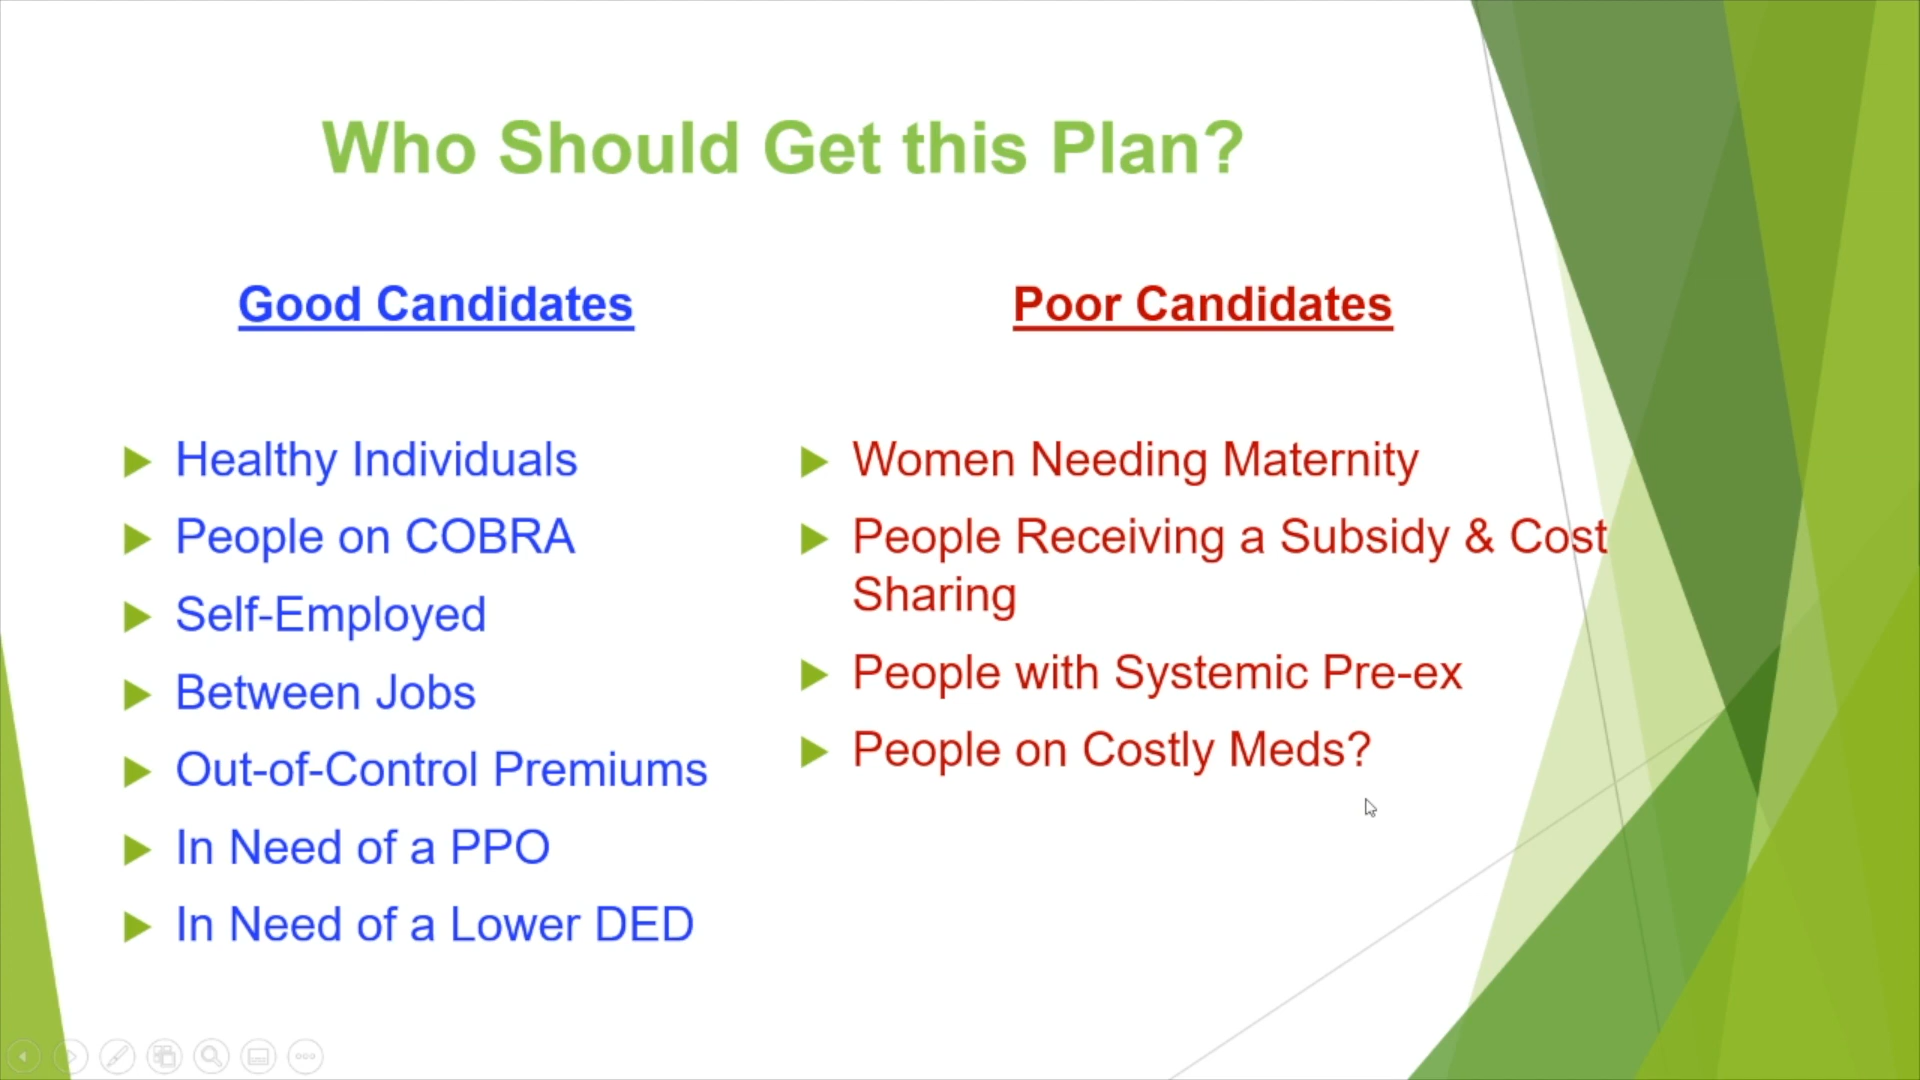 Who Should Get this Plan?
Good Candidates
Healthy Individuals
People on COBRA
Self-Employed
Between Jobs
Out-of-Control Premiums
In Need of a PPO
In Need of a Lower DED
Poor Candidates
Women Needing Maternity
People Receiving a Subsidy & Cost
Sharing
People with Systemic Pre-ex
People on Costly Meds?